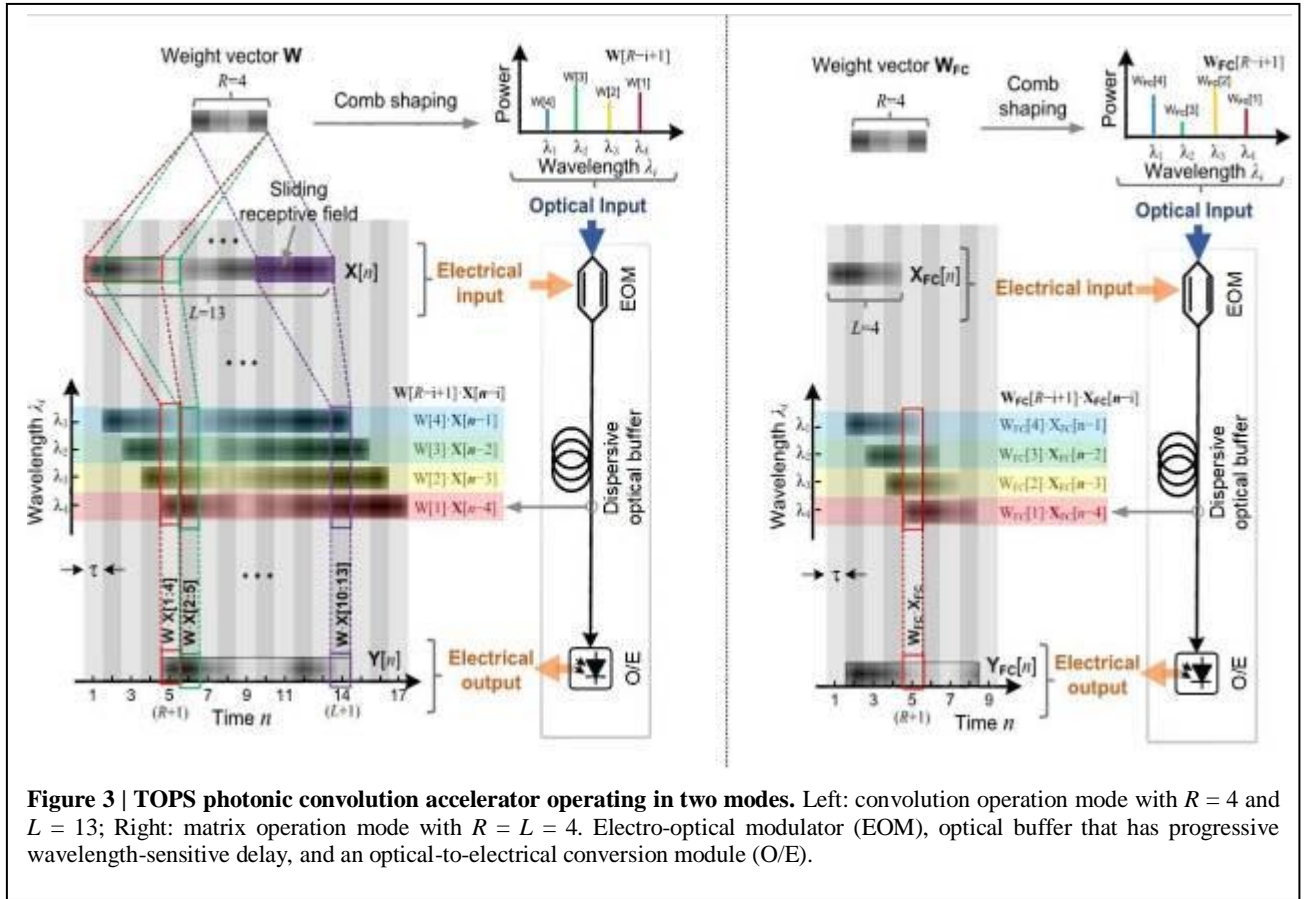 Weight vector W
R=4
Comb shaping
Power
W[R−i+1]
W[4]
W[3]
W[2]
W[1]
λ1 λ2 λ3 λ4
Wavelength λi
Optical Input
Sliding
receptive field
•••
X[n]
L=13
Electrical
input
EOM
•••
Wavelength λi
W[R−i+1]·X[n−i]
W[4]·X[n−1]
λ2
W[3]·X[n−2]
W[2]·X[n−3]
λ4
W[1]·X[n−4]
Dispersive
optical buffer
τ
•••
W X[1:4]
W X[2:5]
W X[10:13]
Y[n]
Electrical
output
O/E
1 3 5 7 9 11 14 17
(R+1) Time n (L+1)
Weight vector WFC
R=4
Comb
shaping
Power
WFC[R−i+1]
WFC[4]
WFC[3]
WFC[2]
WFC[1]
λ1 λ2 λ3 λ4
Wavelength λi
Optical Input
XFC[n]
L=4
Electrical input
EOM
Wavelength λi
WFC[R−i+1]·XFC[n−i]
WFC[4]·XFC[n−1]
WFC[3]·XFC[n−2]
WFC[2]·XFC[n−3]
λ4
WFC[1]·XFC[n−4]
Dispersive
optical buffer
τ
WFC XFC
YFC[n]
Electrical
output
O/E
1 3 5 7 9
(R+1) Time n
Figure 3 | TOPS photonic convolution accelerator operating in two modes. Left: convolution operation mode with R = 4 and
L = 13; Right: matrix operation mode with R = L = 4. Electro-optical modulator (EOM), optical buffer that has progressive
wavelength-sensitive delay, and an optical-to-electrical conversion module (O/E).